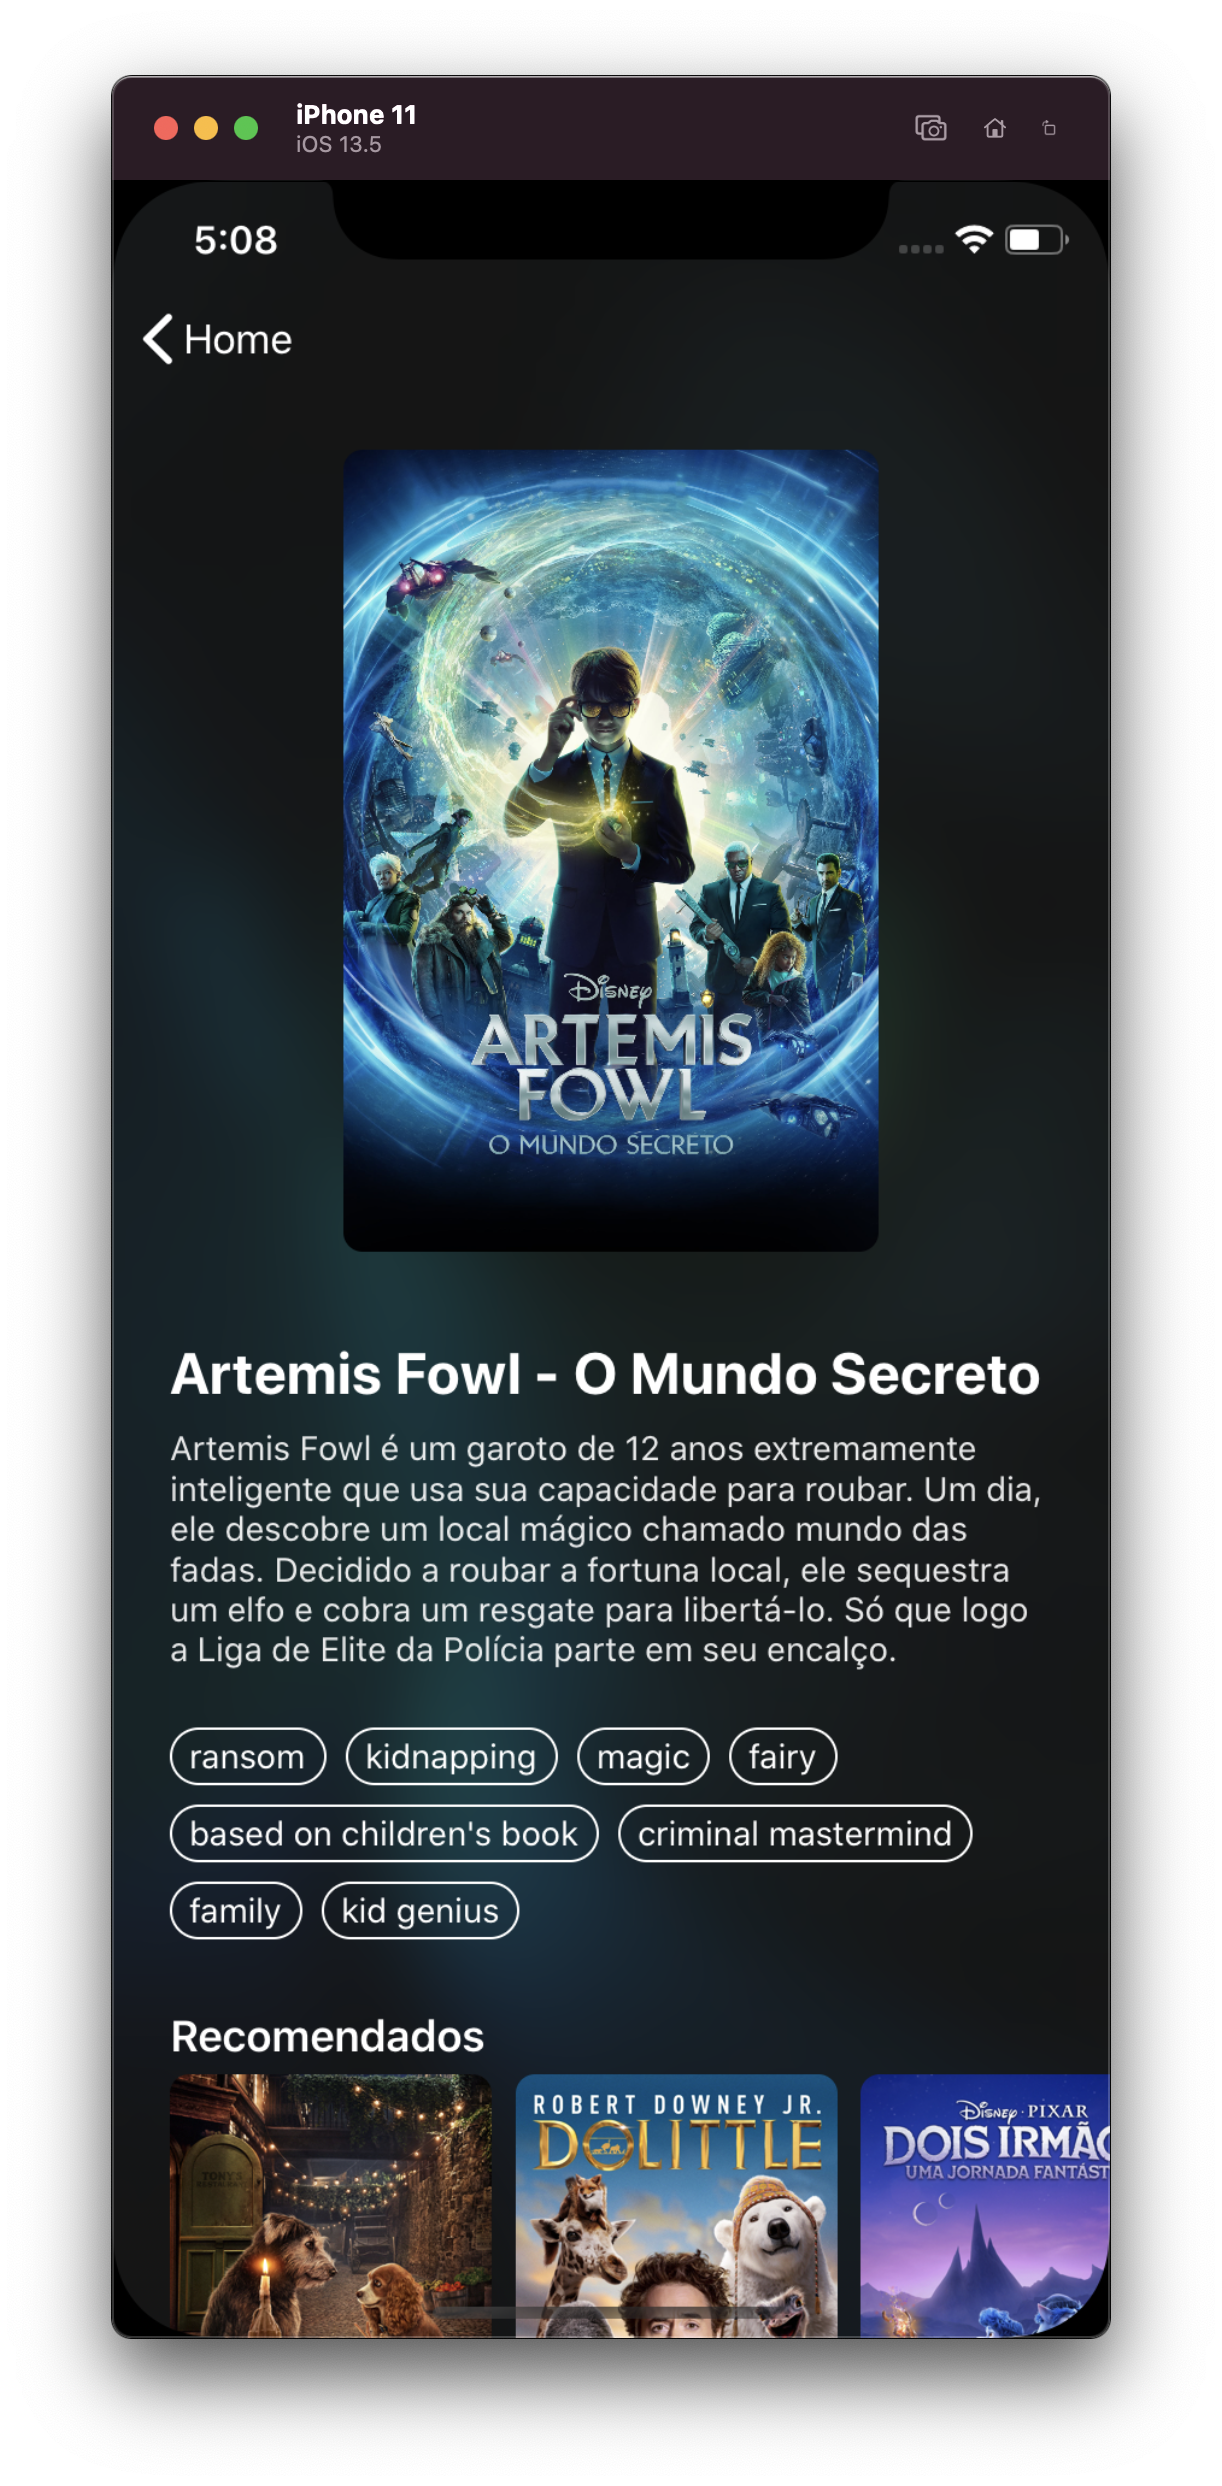 iPhone 11
iOS 13.5
5:08
Home
Disney
ARTEMIS
FOWL
O MUNDO SECRETO
Artemis Fowl - O Mundo Secreto
Artemis Fowl é um garoto de 12 anos extremamente
inteligente que usa sua capacidade para roubar. Um dia,
ele descobre um local mágico chamado mundo das
fadas. Decidido a roubar a fortuna local, ele sequestra
um elfo e cobra um resgate para libertá-lo. Só que logo
a Liga de Elite da Polícia parte em seu encalço.
ransom kidnapping magic fairy
based on children's book criminal mastermind
family kid genius
Recomendados
TONY'S
ROBERT DOWNEY JR.
DOLITTLE
Disney · PIXAR
DOIS IRMÃO
UMA JORNADA FANTÁST